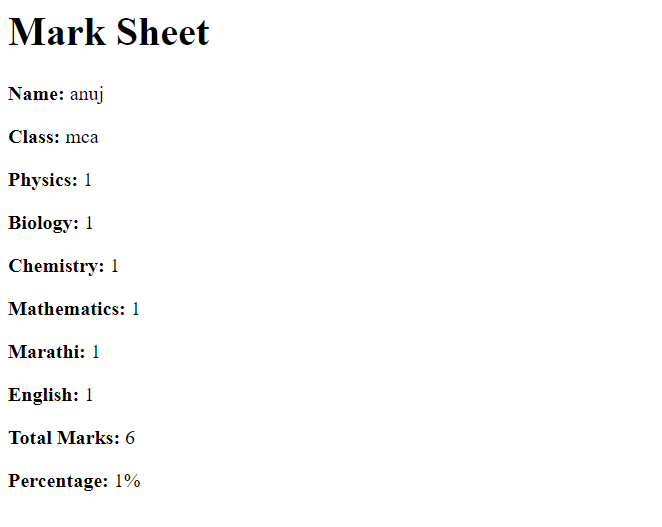 Mark Sheet
Name: anuj
Class: mca
Physics: 1
Biology: 1
Chemistry: 1
Mathematics: 1
Marathi: 1
English: 1
Total Marks: 6
Percentage: 1%